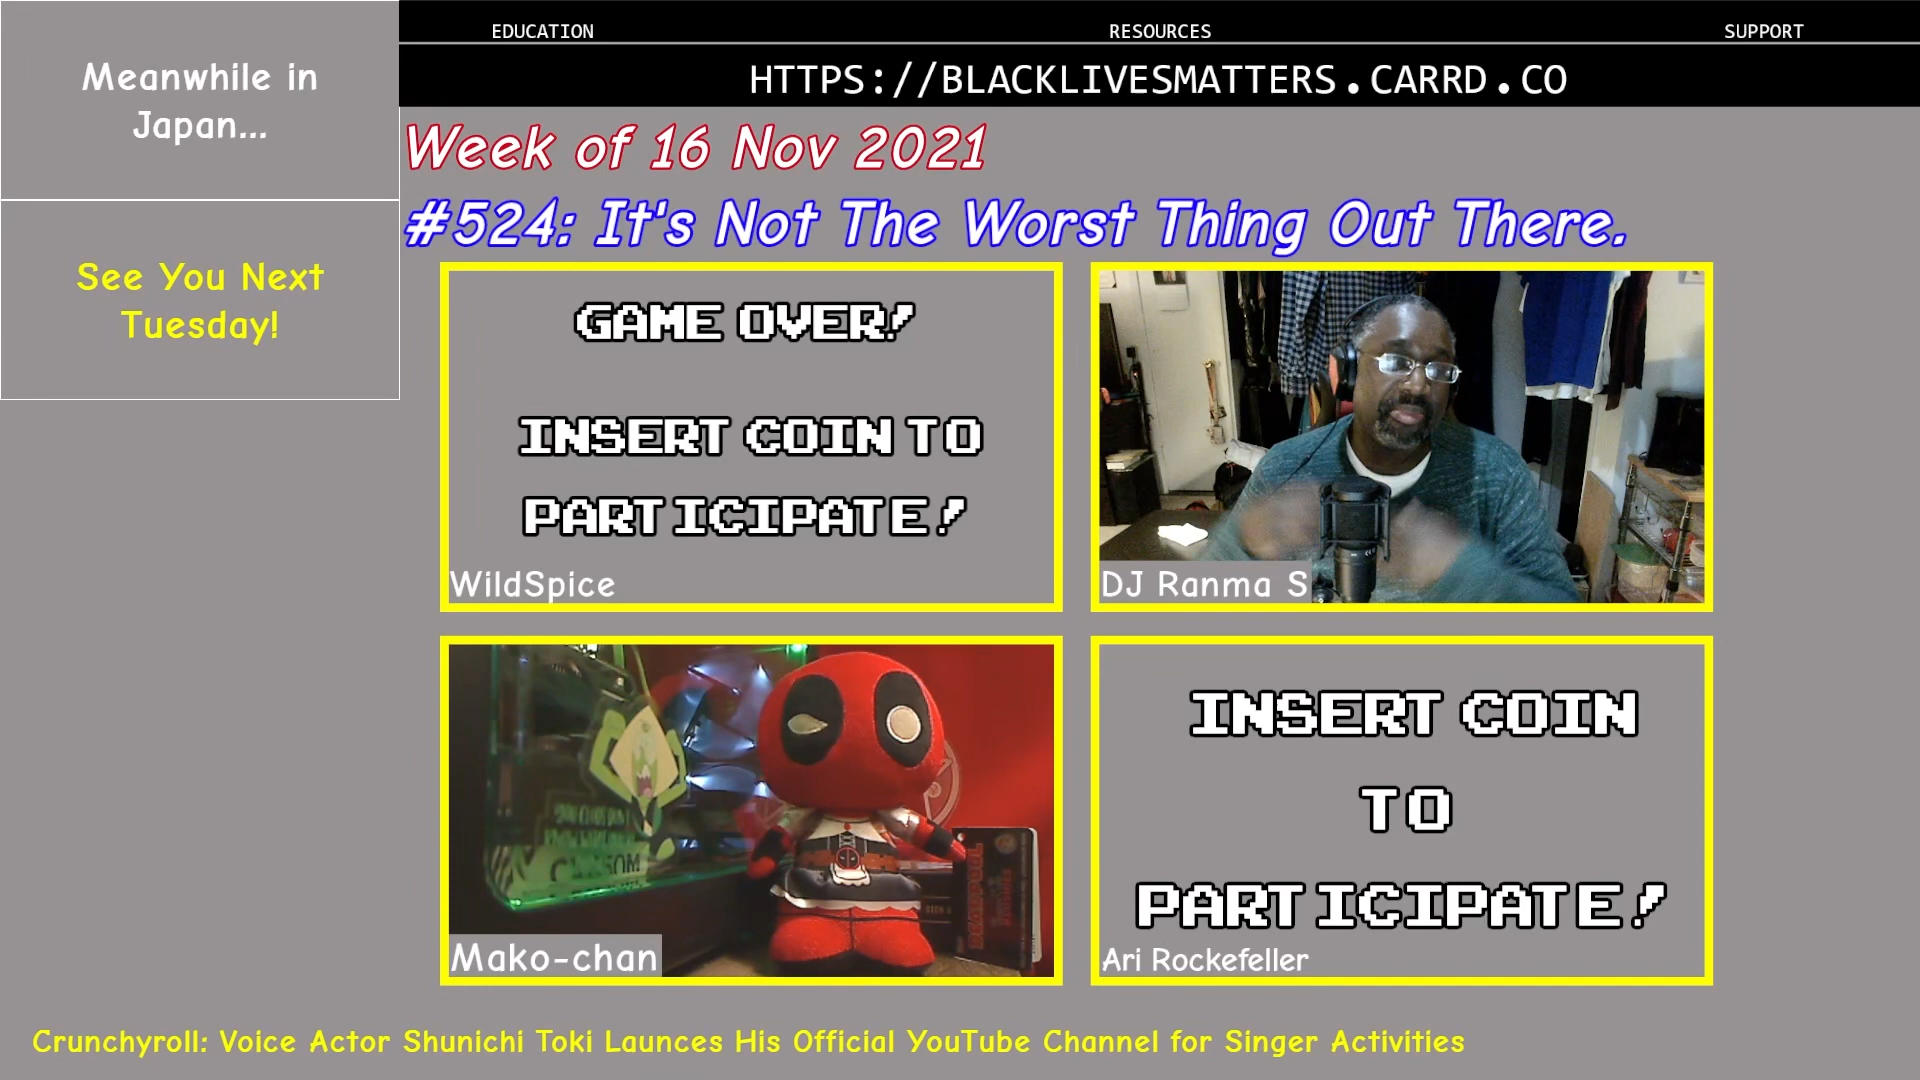 Meanwhile in
Japan...
See You Next
Tuesday!
EDUCATION RESOURCES SUPPORT
HTTPS://BLACKLIVESMATTERS.CARRD.CO
Week of 16 Nov 2021
#524: It's Not The Worst Thing Out There.
GAME OVER!
INSERT COIN TO
PARTICIPATE!
WildSpice
DJ Ranma S
DEADPOOL
Mako-chan
INSERT COIN
TO
PARTICIPATE!
Ari Rockefeller
Crunchyroll: Voice Actor Shunichi Toki Launces His Official YouTube Channel for Singer Activities